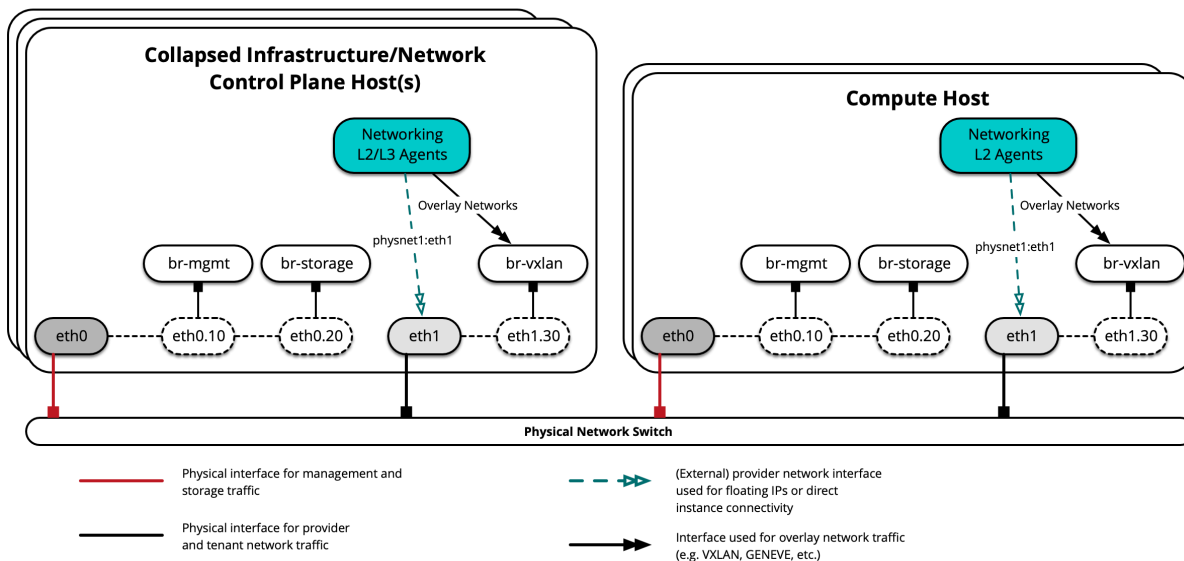 Collapsed Infrastructure/Network
Control Plane Host(s)
Networking
L2/L3 Agents
Overlay Networks
physnet1:eth1
br-mgmt
br-storage
br-vxlan
eth0
eth0.10
eth0.20
eth1
eth1.30
Compute Host
Networking
L2 Agents
Overlay Networks
physnet1:eth1
br-mgmt
br-storage
br-vxlan
eth0
eth0.10
eth0.20
eth1
eth1.30
Physical Network Switch
Physical interface for management and
storage traffic
Physical interface for provider
and tenant network traffic
(External) provider network interface
used for floating IPs or direct
instance connectivity
Interface used for overlay network traffic
(e.g. VXLAN, GENEVE, etc.)